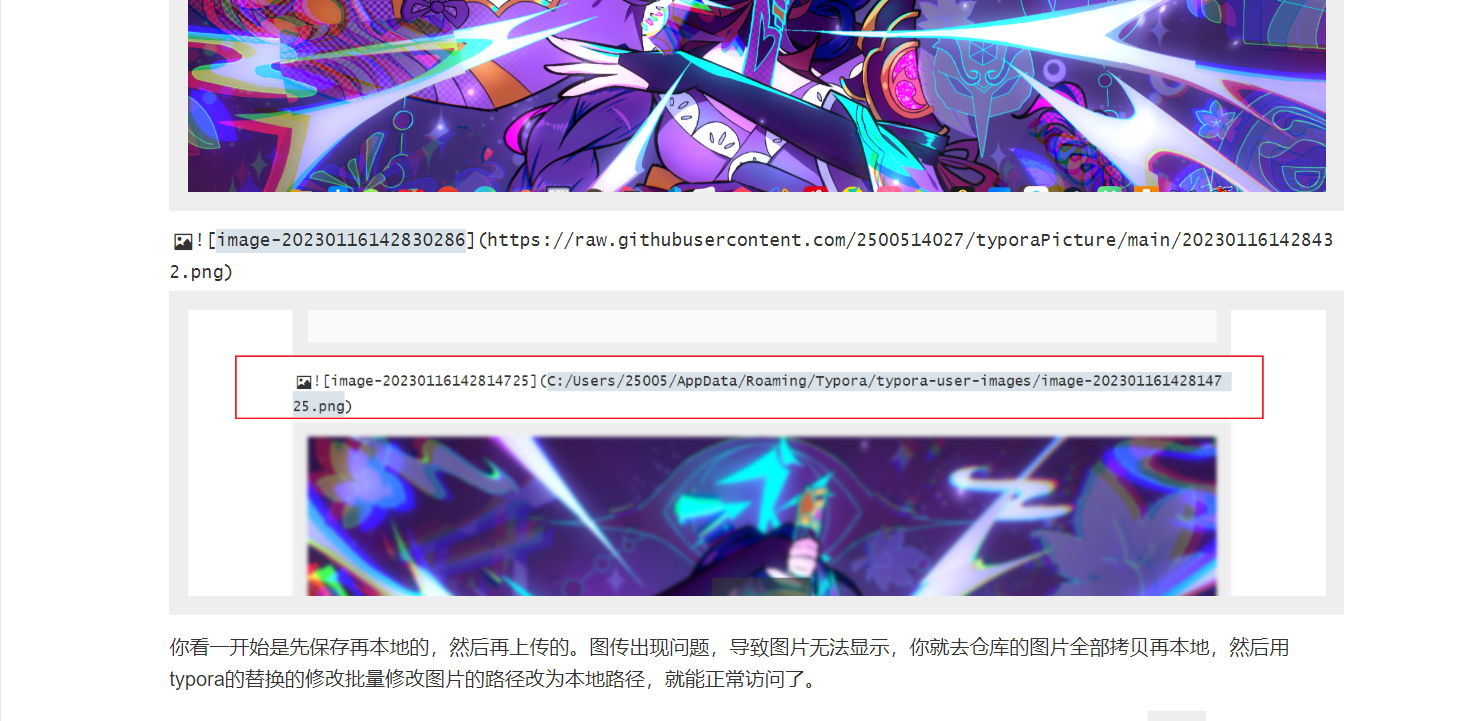 ![image-20230116142830286](https://raw.githubusercontent.com/2500514027/typoraPicture/main/20230116142843
2.png)
![image-20230116142814725](C:/Users/25005/AppData/Roaming/Typora/typora-user-images/image-202301161428147
25.png)
你看一开始是先保存再本地的，然后再上传的。图传出现问题，导致图片无法显示，你就去仓库的图片全部拷贝再本地，然后用
typora的替换的修改批量修改图片的路径改为本地路径，就能正常访问了。